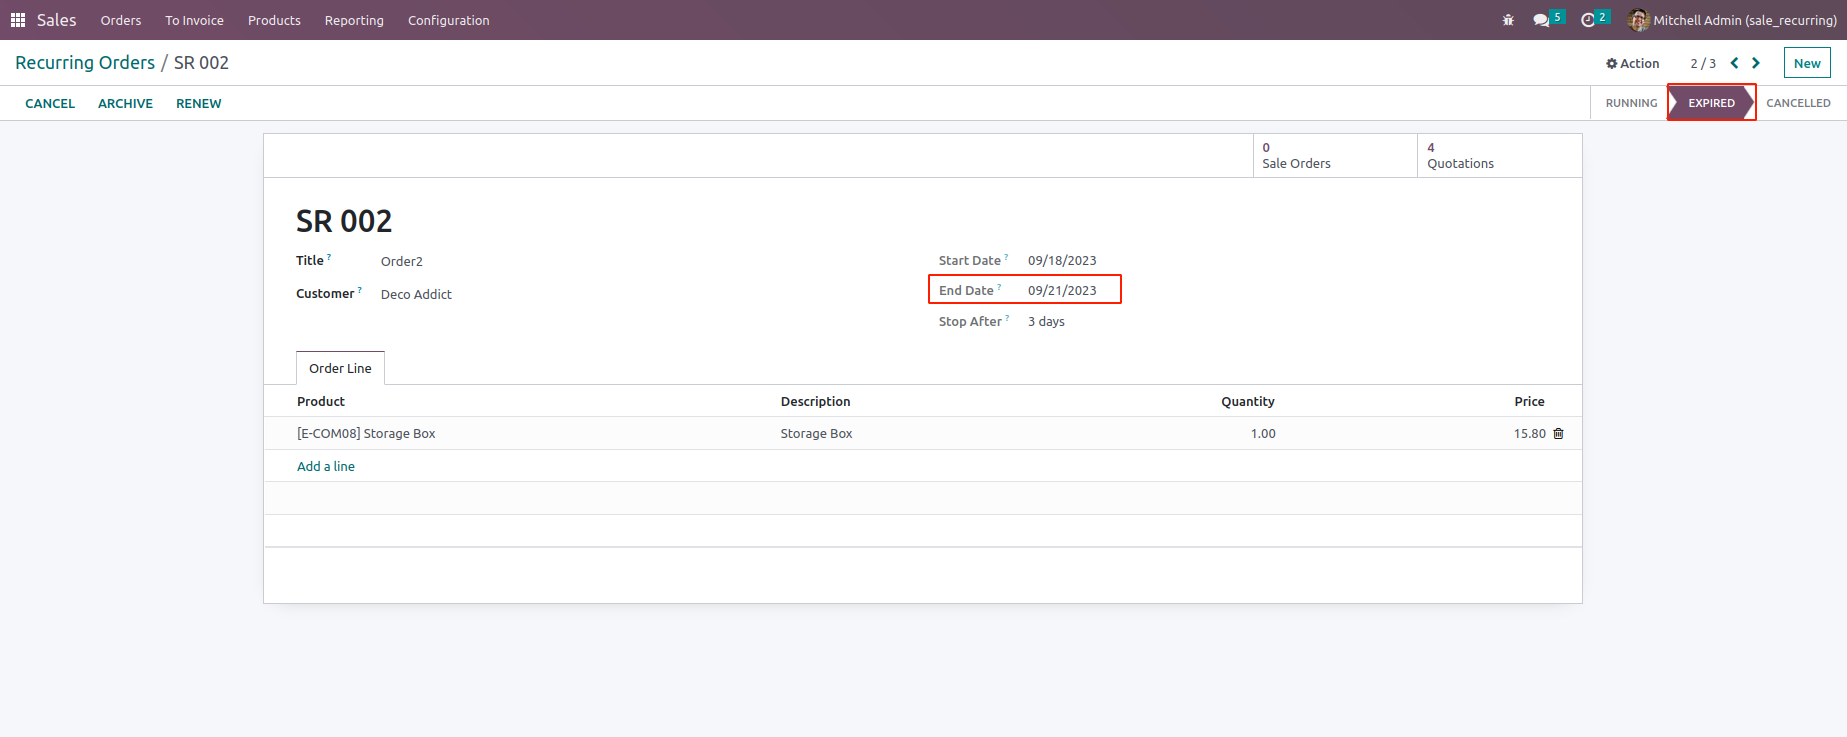 Sales Orders To Invoice Products Reporting Configuration 5 2 Mitchell Admin (sale_recurring)
Recurring Orders / SR 002 Action 2 / 3 New
CANCEL ARCHIVE RENEW RUNNING EXPIRED CANCELLED
0
Sale Orders
4
Quotations
SR 002
Title ? Order2
Customer ? Deco Addict
Start Date ? 09/18/2023
End Date ? 09/21/2023
Stop After ? 3 days
Order Line
Product Description Quantity Price
[E-COM08] Storage Box Storage Box 1.00 15.80
Add a line